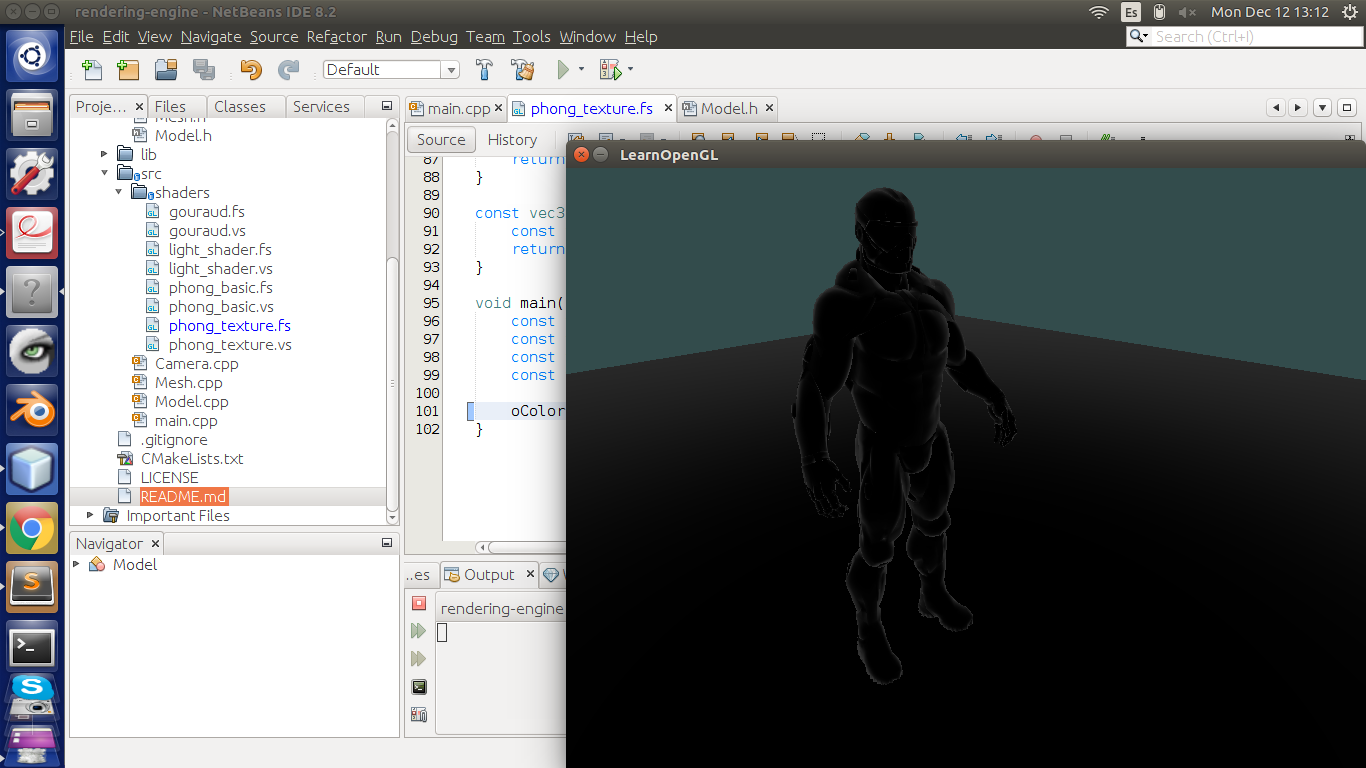 rendering-engine - NetBeans IDE 8.2
Es
Mon Dec 12 13:12
File Edit View Navigate Source Refactor Run Debug Team Tools Window Help
Search (Ctrl+I)
Default
Proje... Files Classes Services
main.cpp phong_texture.fs Model.h
Source History
Mesh.h
Model.h
lib
src
shaders
gouraud.fs
gouraud.vs
light_shader.fs
light_shader.vs
phong_basic.fs
phong_basic.vs
phong_texture.fs
phong_texture.vs
Camera.cpp
Mesh.cpp
Model.cpp
main.cpp
.gitignore
CMakeLists.txt
LICENSE
README.md
Important Files
LearnOpenGL
87 return
88 }
89
90 const vec3
91 const
92 return
93 }
94
95 void main(
96 const
97 const
98 const
99 const
100
101 oColor
102 }
Navigator
Model
..es Output
rendering-engine